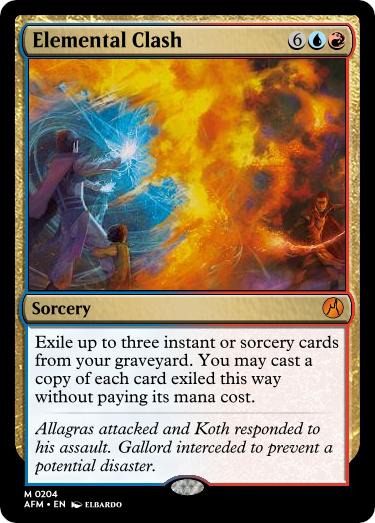 Elemental Clash 6
Sorcery
Exile up to three instant or sorcery cards
from your graveyard. You may cast a
copy of each card exiled this way
without paying its mana cost.
Allagras attacked and Koth responded to
his assault. Gallord interceded to prevent a
potential disaster.
M 0204
AFM • EN ELBARDO